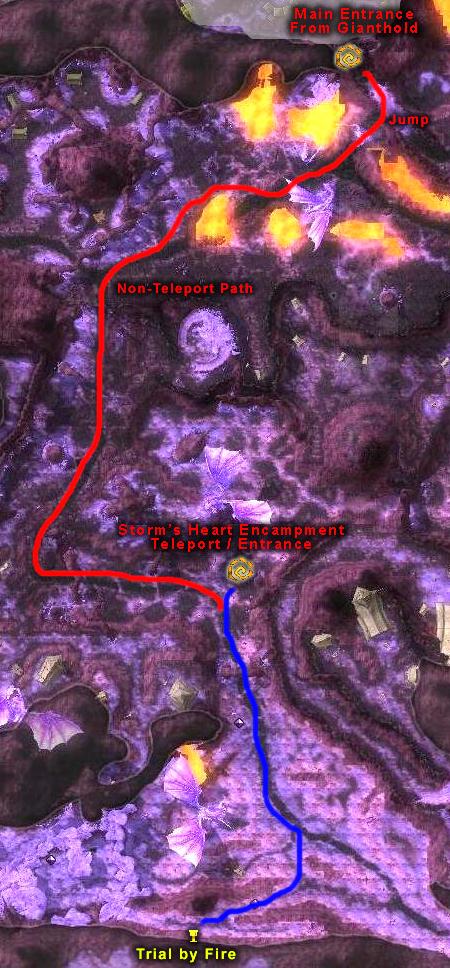 Main Entrance
From Gianthold
Jump
Non-Teleport Path
Storm's Heart Encampment
Teleport / Entrance
Trial by Fire